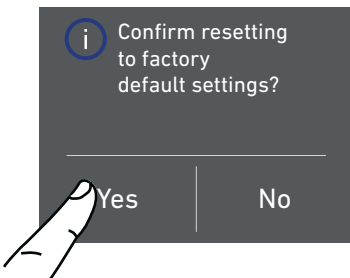 i
Confirm resetting
to factory
default settings?
Yes No